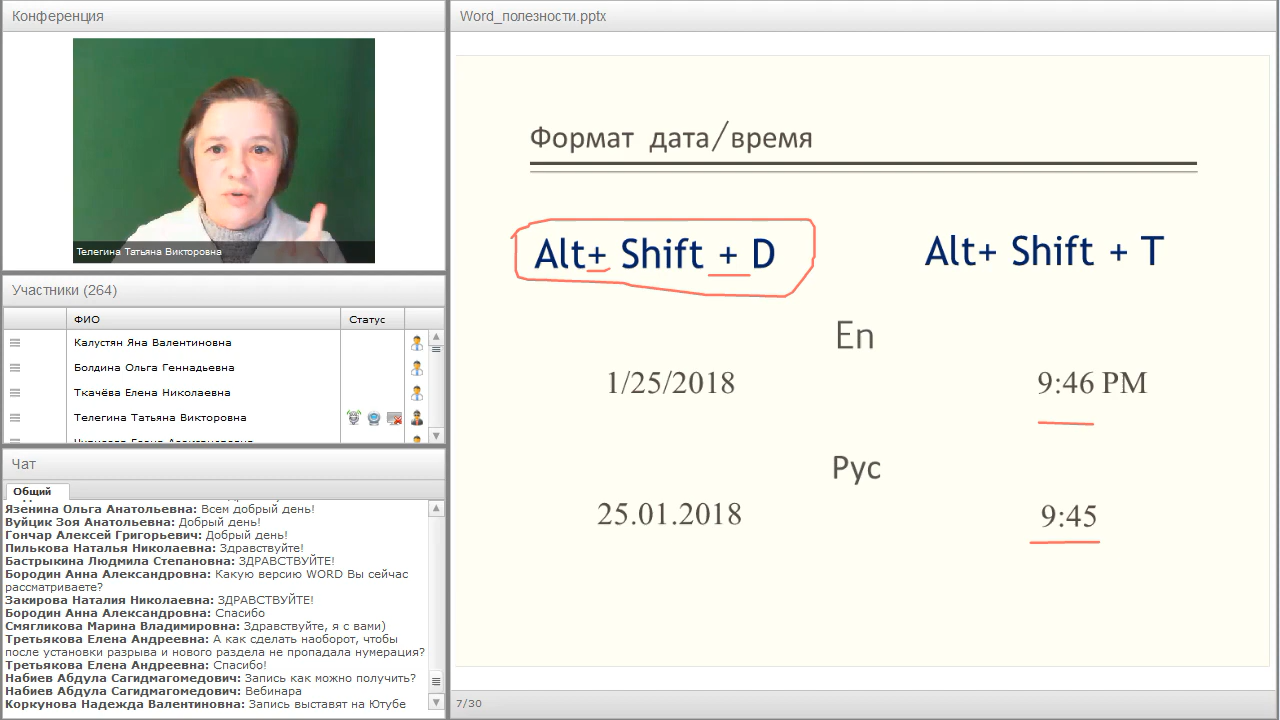 Конференция
Телегина Татьяна Викторовна
Участники (264)
ФИО Статус
Калустян Яна Валентиновна
Болдина Ольга Геннадьевна
Ткачёва Елена Николаевна
Телегина Татьяна Викторовна
Чат
Общий
Язенина Ольга Анатольевна: Всем добрый день!
Вуйцик Зоя Анатольевна: Добрый день!
Гончар Алексей Григорьевич: Добрый день!
Пилькова Наталья Николаевна: Здравствуйте!
Бастрыкина Людмила Степановна: ЗДРАВСТВУЙТЕ!
Бородин Анна Александровна: Какую версию WORD Вы сейчас
рассматриваете?
Закирова Наталия Николаевна: ЗДРАВСТВУЙТЕ!
Бородин Анна Александровна: Спасибо
Смягликова Марина Владимировна: Здравствуйте, я с вами)
Третьякова Елена Андреевна: А как сделать наоборот, чтобы
после установки разрыва и нового раздела не пропадала нумерация?
Третьякова Елена Андреевна: Спасибо!
Набиев Абдула Сагидмагомедович: Запись как можно получить?
Набиев Абдула Сагидмагомедович: Вебинара
Коркунова Надежда Валентиновна: Запись выставят на Ютубе
Word_полезности.pptx
Формат дата/время
Alt+ Shift + D Alt+ Shift + T
En
1/25/2018 9:46 PM
Рус
25.01.2018 9:45
7/30